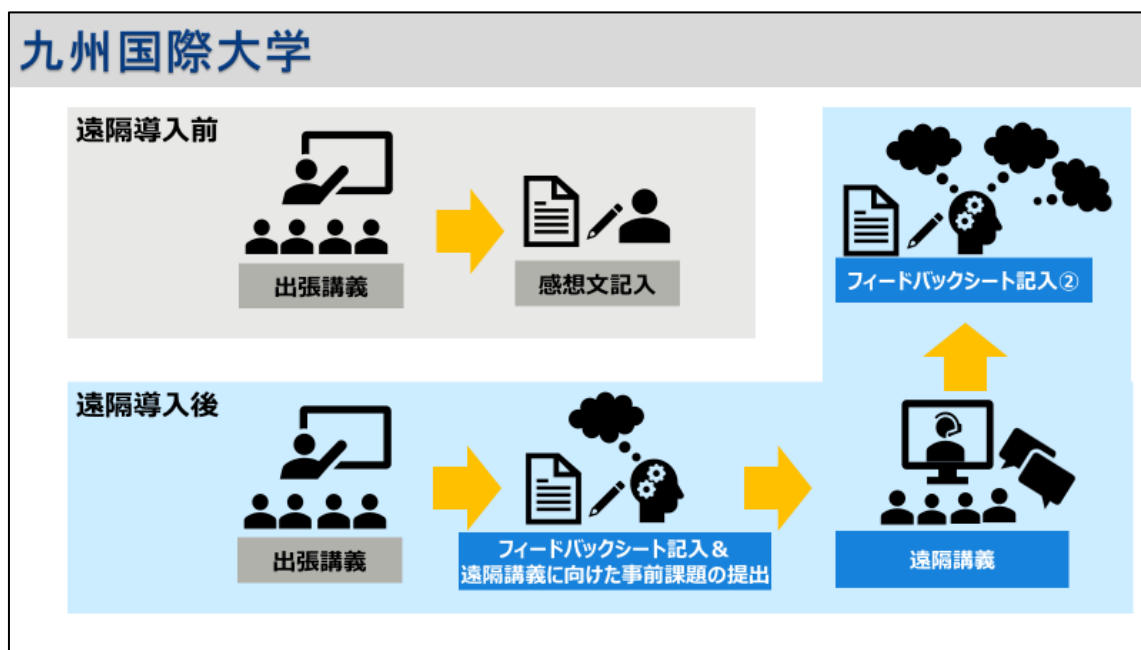 九州国際大学
遠隔導入前
出張講義
感想文記入
フィードバックシート記入②
遠隔導入後
出張講義
フィードバックシート記入＆
遠隔講義に向けた事前課題の提出
遠隔講義